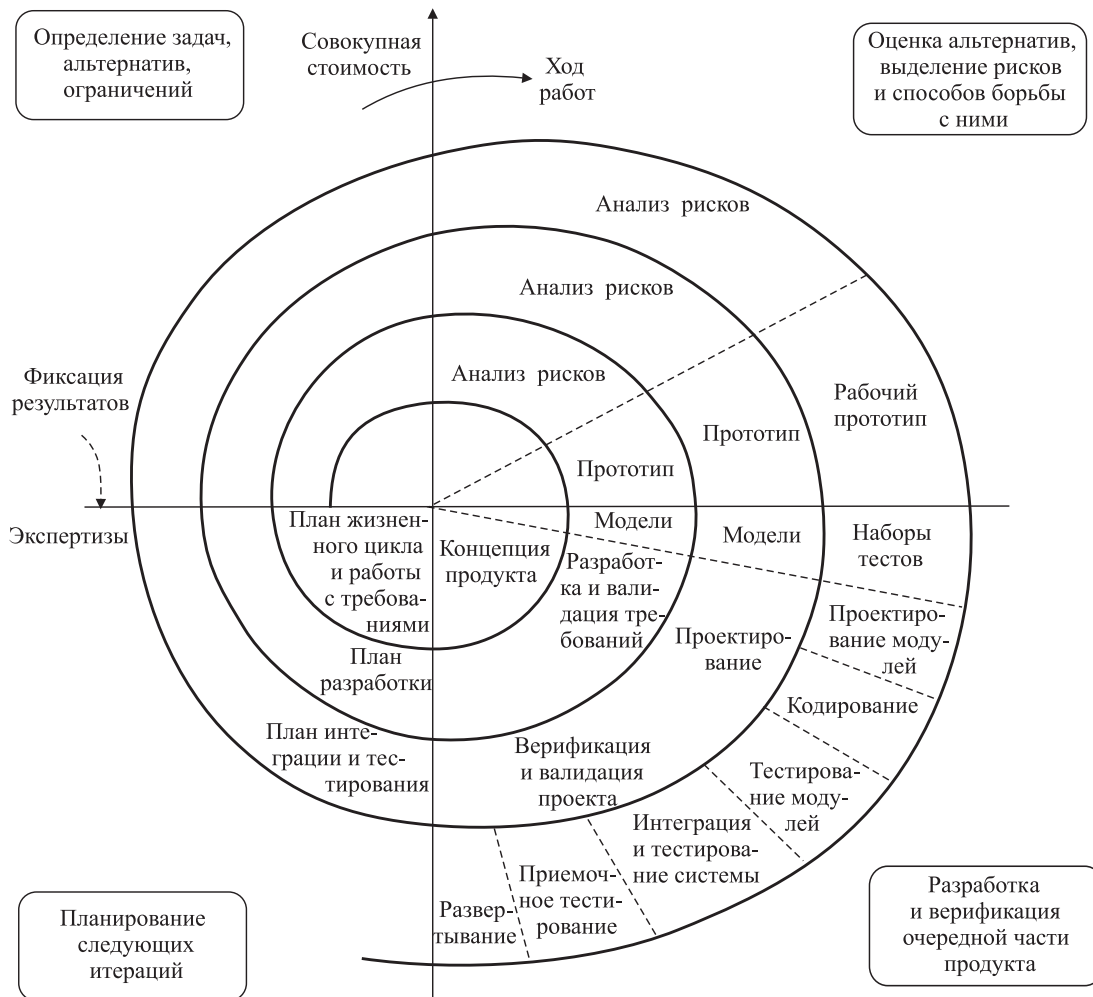 Определение задач,
альтернатив,
ограничений
Совокупная
стоимость
Ход
работ
Оценка альтернатив,
выделение рисков
и способов борьбы
с ними
Анализ рисков
Анализ рисков
Анализ рисков
Фиксация
результатов
Рабочий
прототип
Прототип
Прототип
Экспертизы
План жизнен-
ного цикла
и работы
с требова-
ниями
Концепция
продукта
Модели
Модели
Наборы
тестов
Разработ-
ка и вали-
дация тре-
бований
Проектиро-
вание
Проектиро-
вание моду-
лей
План
разработки
Кодирование
План инте-
грации и тес-
тирования
Верификация
и валидация
проекта
Тестирова-
ние моду-
лей
Интеграция
и тестирова-
ние системы
Приемоч-
ное тести-
рование
Развер-
тывание
Планирование
следующих
итераций
Разработка
и верификация
очередной части
продукта